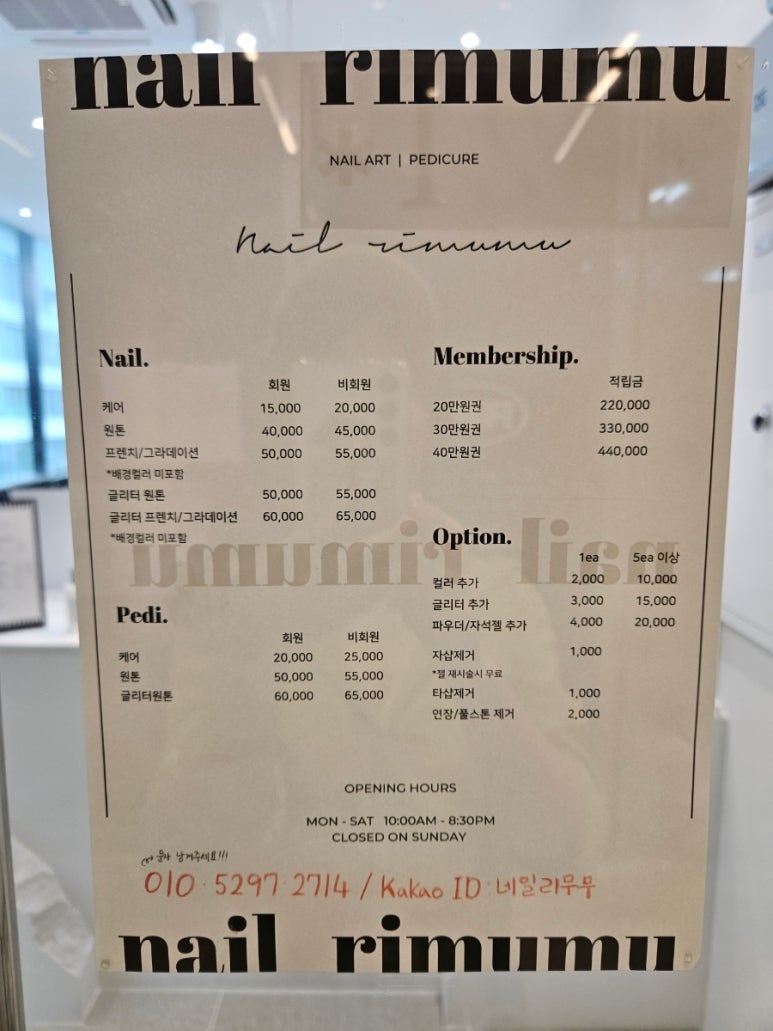 nail rimumu
NAIL ART | PEDICURE
nail rimumu
Nail.
회원 비회원
케어 15,000 20,000
원톤 40,000 45,000
프렌치/그라데이션 50,000 55,000
*배경컬러 미포함
글리터 원톤 50,000 55,000
글리터 프렌치/그라데이션 60,000 65,000
*배경컬러 미포함
Pedi.
회원 비회원
케어 20,000 25,000
원톤 50,000 55,000
글리터원톤 60,000 65,000
Membership.
적립금
20만원권 220,000
30만원권 330,000
40만원권 440,000
Option.
1ea 5ea 이상
컬러 추가 2,000 10,000
글리터 추가 3,000 15,000
파우더/자석젤 추가 4,000 20,000
자샵제거 1,000
*젤 재시술시 무료
타샵제거 1,000
연장/풀스톤 제거 2,000
nail rimumu
OPENING HOURS
MON - SAT 10:00AM - 8:30PM
CLOSED ON SUNDAY
문자 남겨주세요!!!
010·5297·2714 / Kakao ID : 네일리무무
nail rimumu